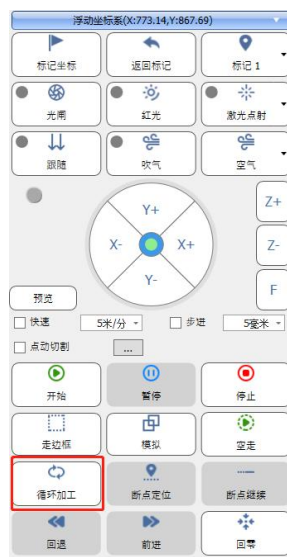 浮动坐标系(X:773.14,Y:867.69)
标记坐标 返回标记 标记 1
光闸 红光 激光点射
跟随 吹气 空气
Y+
X- X+
Y-
Z+
Z-
F
预览
快速 5米/分 步进 5毫米
点动切割 ...
开始 暂停 停止
走边框 模拟 空走
循环加工 断点定位 断点继续
回退 前进 回零